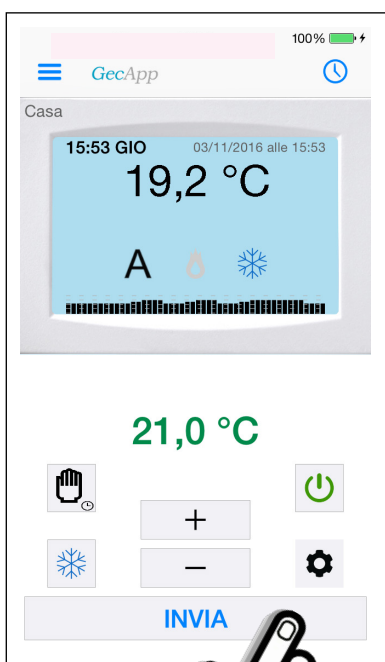 100%
GecApp
Casa
15:53 GIO 03/11/2016 alle 15:53
19,2 °C
A
21,0 °C
+
−
INVIA